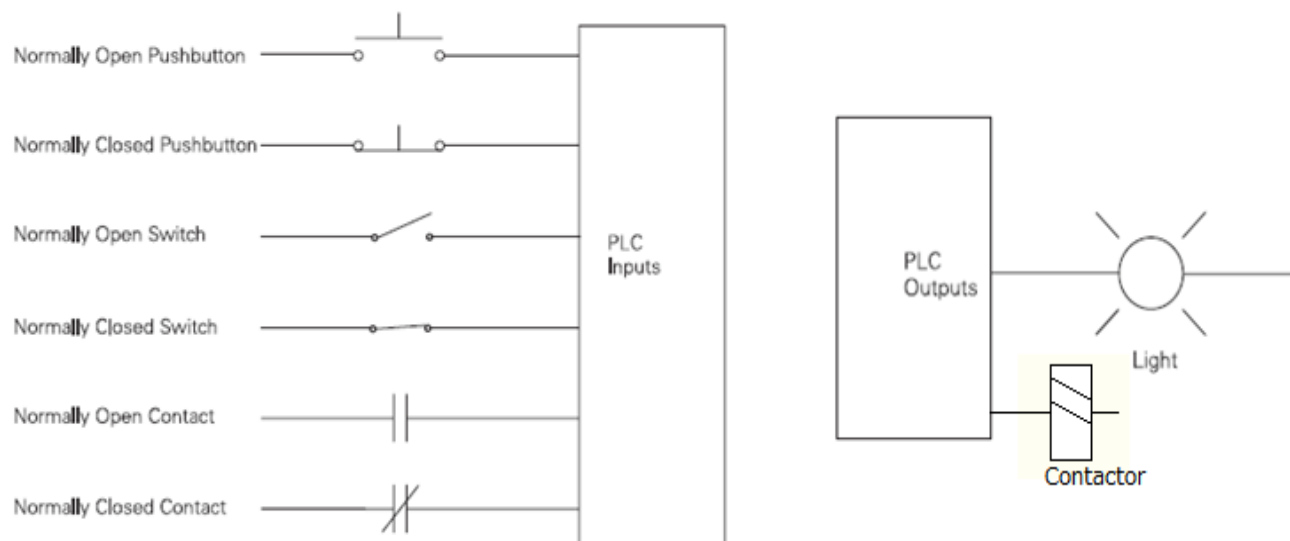 Normally Open Pushbutton
Normally Closed Pushbutton
Normally Open Switch
Normally Closed Switch
Normally Open Contact
Normally Closed Contact
PLC
Inputs
PLC
Outputs
Light
Contactor